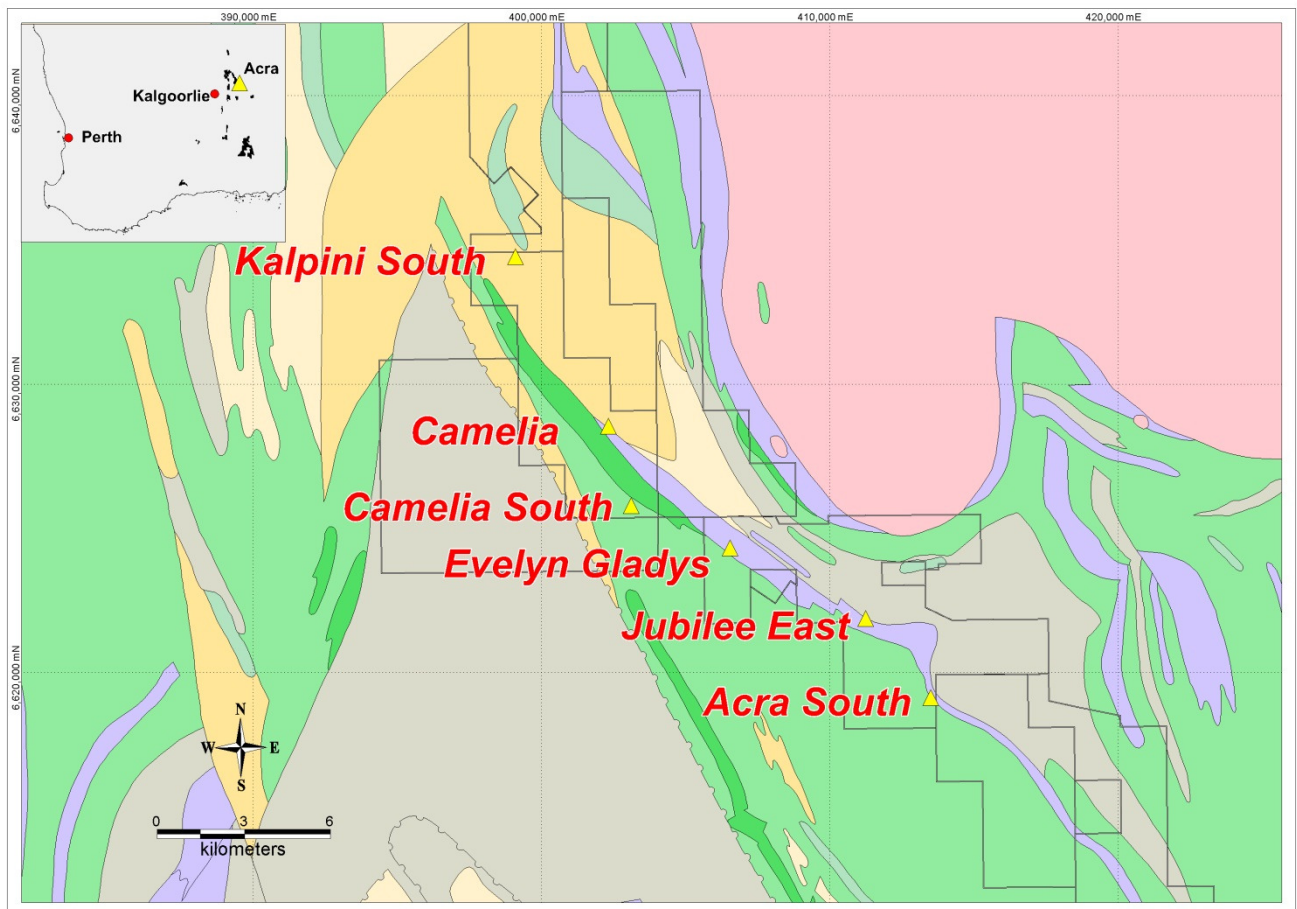 390,000 mE
400,000 mE
410,000 mE
420,000 mE
6,640,000 mN
6,630,000 mN
6,620,000 mN
Acra
Kalgoorlie
Perth
Kalpini South
Camelia
Camelia South
Evelyn Gladys
Jubilee East
Acra South
N
W E
S
0 3 6
kilometers